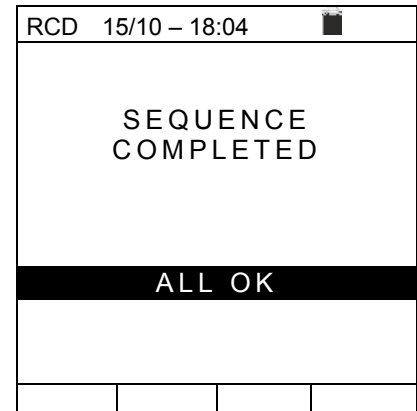 RCD 15/10 – 18:04
SEQUENCE
COMPLETED
ALL OK